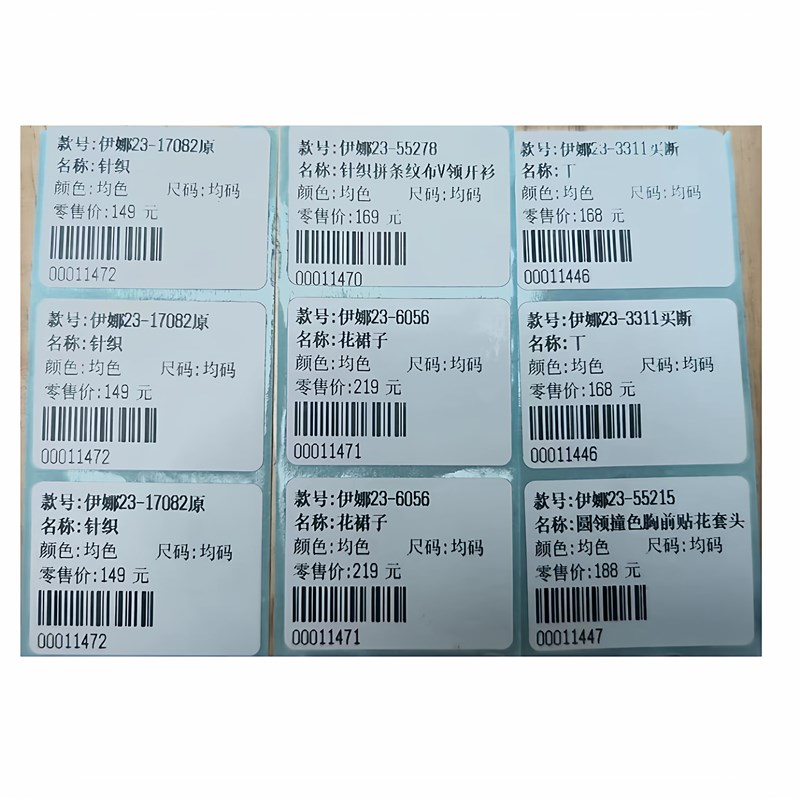 款号:伊娜23-17082原
名称:针织
颜色:均色 尺码:均码
零售价:149 元
00011472
款号:伊娜23-55278
名称:针织拼条纹布V领开衫
颜色:均色 尺码:均码
零售价:169 元
00011470
款号:伊娜23-3311买断
名称:丅
颜色:均色 尺码:均码
零售价:168 元
00011446
款号:伊娜23-17082原
名称:针织
颜色:均色 尺码:均码
零售价:149 元
00011472
款号:伊娜23-6056
名称:花裙子
颜色:均色 尺码:均码
零售价:219 元
00011471
款号:伊娜23-3311买断
名称:丅
颜色:均色 尺码:均码
零售价:168 元
00011446
款号:伊娜23-17082原
名称:针织
颜色:均色 尺码:均码
零售价:149 元
00011472
款号:伊娜23-6056
名称:花裙子
颜色:均色 尺码:均码
零售价:219 元
00011471
款号:伊娜23-55215
名称:圆领撞色胸前贴花套头
颜色:均色 尺码:均码
零售价:188 元
00011447